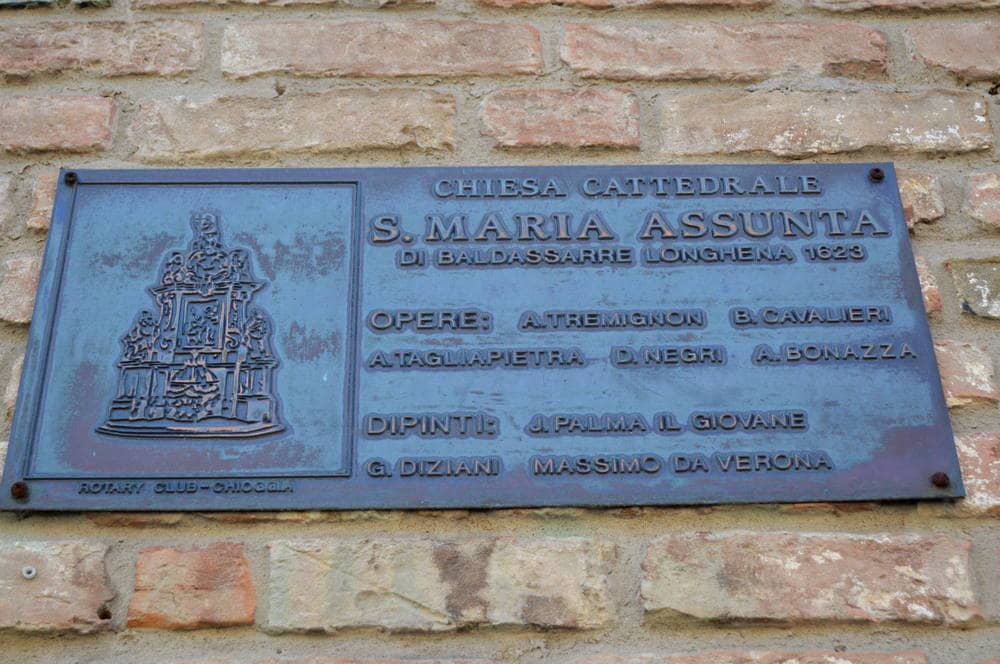 CHIESA CATTEDRALE
S. MARIA ASSUNTA
DI BALDASSARRE LONGHENA 1623
OPERE: A.TREMIGNON B.CAVALIERI
A.TAGLIAPIETRA D.NEGRI A.BONAZZA
DIPINTI: J.PALMA IL GIOVANE
G. DIZIANI MASSIMO DA VERONA
ROTARY CLUB-CHIOGGIA